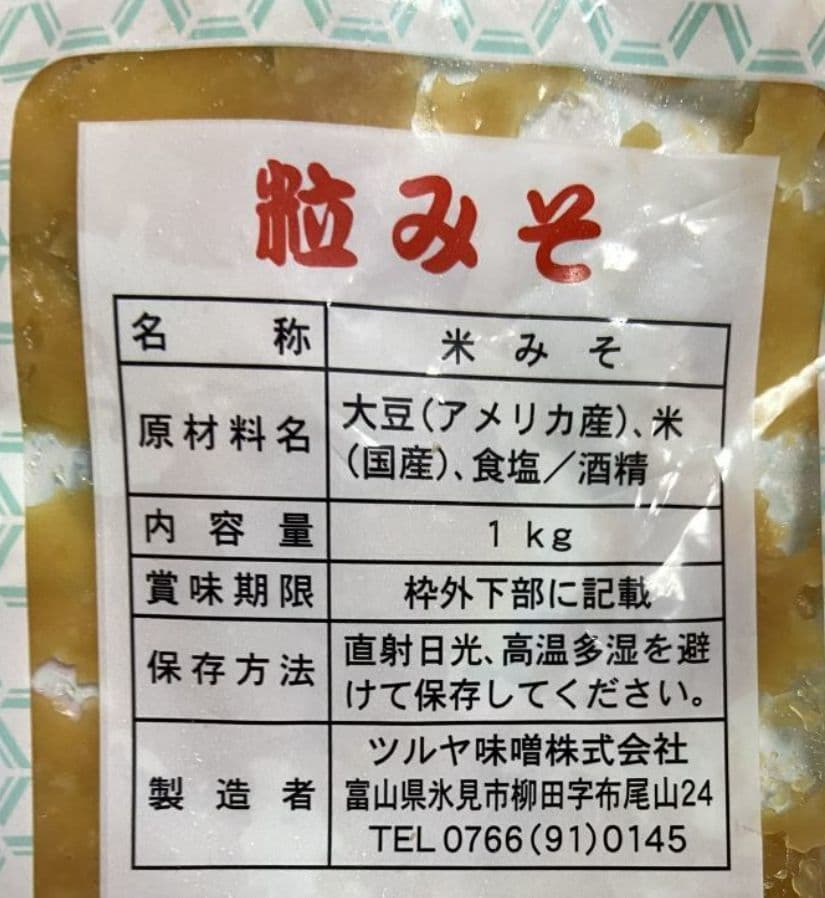 粒みそ
名称 米みそ
原材料名 大豆(アメリカ産)、米
(国産)、食塩/酒精
内容量 1kg
賞味期限 枠外下部に記載
保存方法 直射日光、高温多湿を避
けて保存してください。
製造者 ツルヤ味噌株式会社
富山県氷見市柳田字布尾山24
TEL0766(91)0145